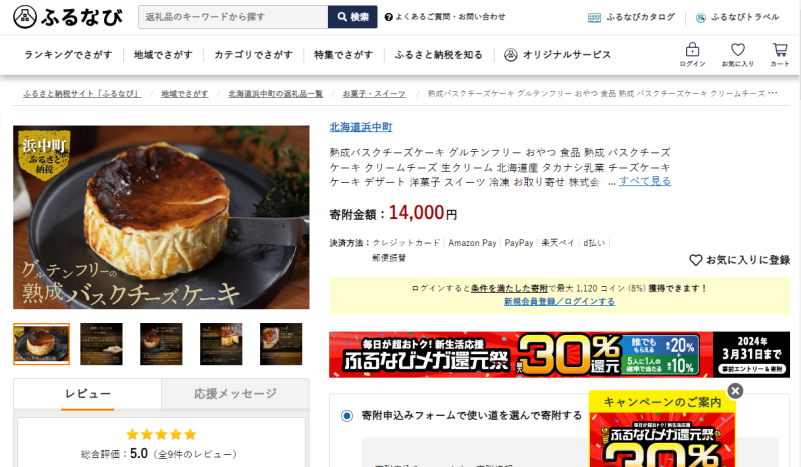 ふるなび
返礼品のキーワードから探す
検索
よくあるご質問・お問い合わせ
ふるなびカタログ
ふるなびトラベル
ランキングでさがす
地域でさがす
カテゴリでさがす
特集でさがす
ふるさと納税を知る
オリジナルサービス
ログイン
お気に入り
カート
ふるさと納税サイト「ふるなび」 / 地域でさがす / 北海道浜中町の返礼品一覧 / お菓子・スイーツ / 熟成バスクチーズケーキ グルテンフリー おやつ 食品 熟成 バスクチーズケーキ クリームチーズ ･･･
浜中町
ふるさと
納税
グルテンフリーの
熟成バスクチーズケーキ
レビュー
応援メッセージ
総合評価：5.0（全9件のレビュー）
北海道浜中町
熟成バスクチーズケーキ グルテンフリー おやつ 食品 熟成 バスクチーズ
ケーキ クリームチーズ 生クリーム 北海道産 タカナシ乳業 チーズケーキ
ケーキ デザート 洋菓子 スイーツ 冷凍 お取り寄せ 株式会 ... すべて見る
寄附金額：14,000円
決済方法：クレジットカード | Amazon Pay | PayPay | 楽天ペイ | d払い |
郵便振替
お気に入りに登録
ログインすると条件を満たした寄附で最大 1,120 コイン (8%) 獲得できます！
新規会員登録／ログインする
毎日が超おトク！新生活応援
ふるなびメガ還元祭
最大30%還元
誰でも
もらえる
最大20%
+
5人に1人の
確率で当たる
最大10%
2024年
3月31日まで
事前エントリー&寄附
寄附申込みフォームで使い道を選んで寄附する
キャンペーンのご案内
毎日が超おトク！新生活応援
ふるなびメガ還元祭
30%